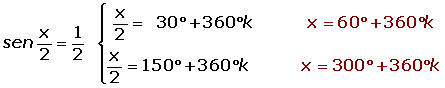 sen x/2 = 1/2 { x/2 = 30º+360ºk x = 60º+360ºk
x/2 = 150º+360ºk x = 300º+360ºk